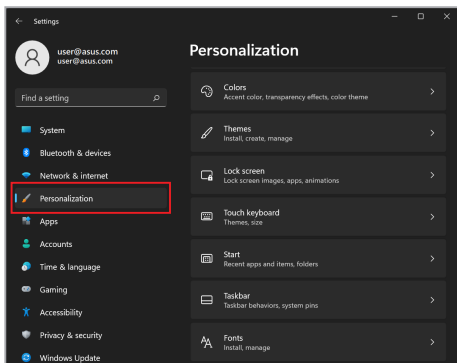 Settings
user@asus.com
user@asus.com
Find a setting
System
Bluetooth & devices
Network & internet
Personalization
Apps
Accounts
Time & language
Gaming
Accessibility
Privacy & security
Windows Update
Personalization
Colors
Accent color, transparency effects, color theme
Themes
Install, create, manage
Lock screen
Lock screen images, apps, animations
Touch keyboard
Themes, size
Start
Recent apps and items, folders
Taskbar
Taskbar behaviors, system pins
Fonts
Install, manage